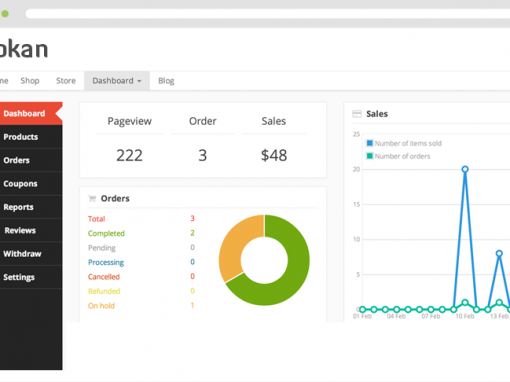 okan
me Shop Store Dashboard Blog
Dashboard
Products
Orders
Coupons
Reports
Reviews
Withdraw
Settings
Pageview Order Sales
222 3 $48
Orders
Total 3
Completed 2
Pending 0
Processing 0
Cancelled 0
Refunded 0
On hold 1
Sales
25
Number of items sold
Number of orders
20
15
10
5
0
01 Feb 04 Feb 07 Feb 10 Feb 13 Feb